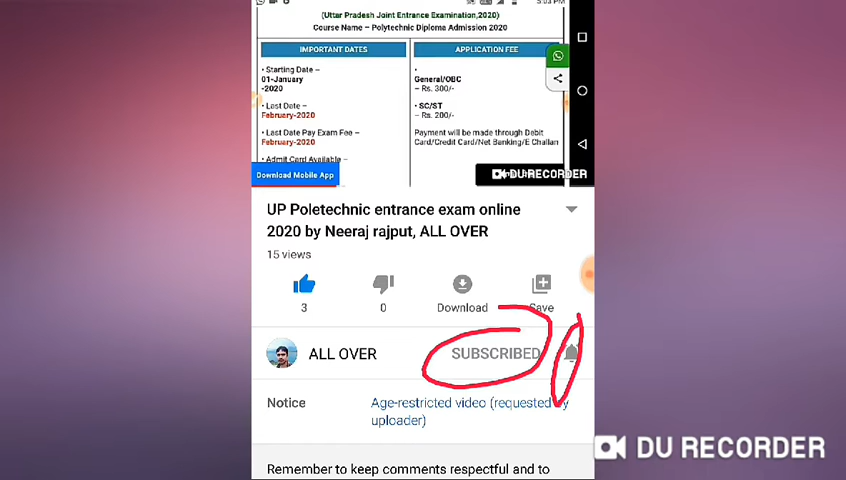 5:03 PM
(Uttar Pradesh Joint Entrance Examination,2020)
Course Name – Polytechnic Diploma Admission 2020
IMPORTANT DATES
• Starting Date –
01-January
-2020
• Last Date –
February-2020
• Last Date Pay Exam Fee –
February-2020
• Admit Card Available –
APPLICATION FEE
•
General/OBC
– Rs. 300/-
• SC/ST
– Rs. 200/-
Payment will be made through Debit
Card/Credit Card/Net Banking/E Challan
Download Mobile App
DU RECORDER
UP Poletechnic entrance exam online
2020 by Neeraj rajput, ALL OVER
15 views
3
0
Download
Save
ALL OVER
SUBSCRIBED
Notice
Age-restricted video (requested by
uploader)
Remember to keep comments respectful and to
DU RECORDER